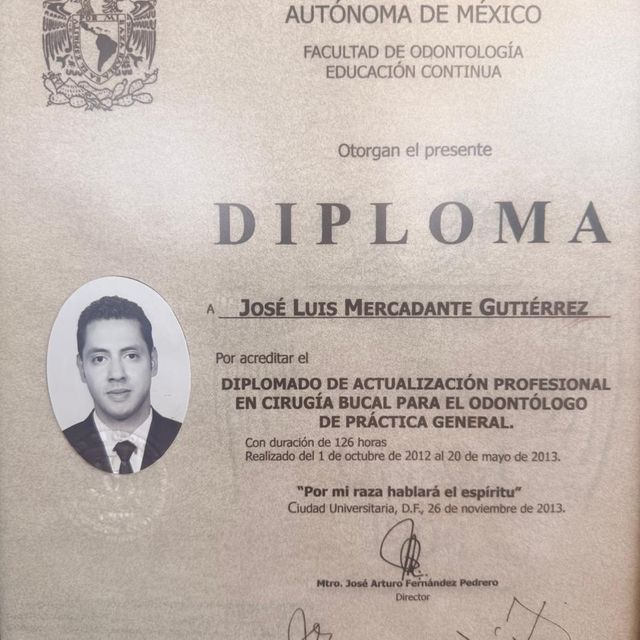 AUTÓNOMA DE MÉXICO
FACULTAD DE ODONTOLOGÍA
EDUCACIÓN CONTINUA
Otorgan el presente
DIPLOMA
A JOSÉ LUIS MERCADANTE GUTIÉRREZ
Por acreditar el
DIPLOMADO DE ACTUALIZACIÓN PROFESIONAL
EN CIRUGÍA BUCAL PARA EL ODONTÓLOGO
DE PRÁCTICA GENERAL.
Con duración de 126 horas
Realizado del 1 de octubre de 2012 al 20 de mayo de 2013.
"Por mi raza hablará el espíritu"
Ciudad Universitaria, D.F., 26 de noviembre de 2013.
Mtro. José Arturo Fernández Pedrero
Director